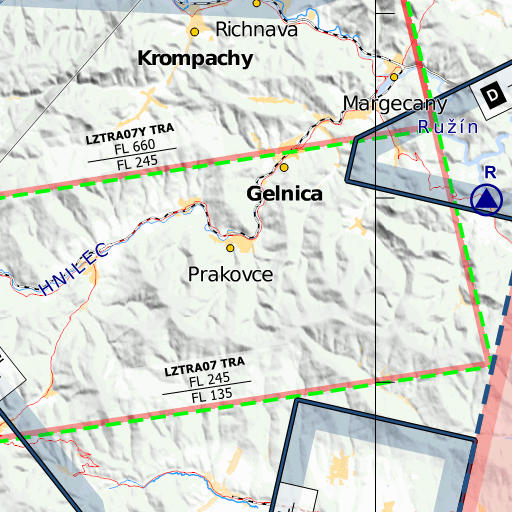 Richnava
Krompachy
D
Margecany
LZTRA07Y TRA
FL 660
FL 245
Ružín
R
Gelnica
HNILEC
Prakovce
LZTRA07 TRA
FL 245
FL 135